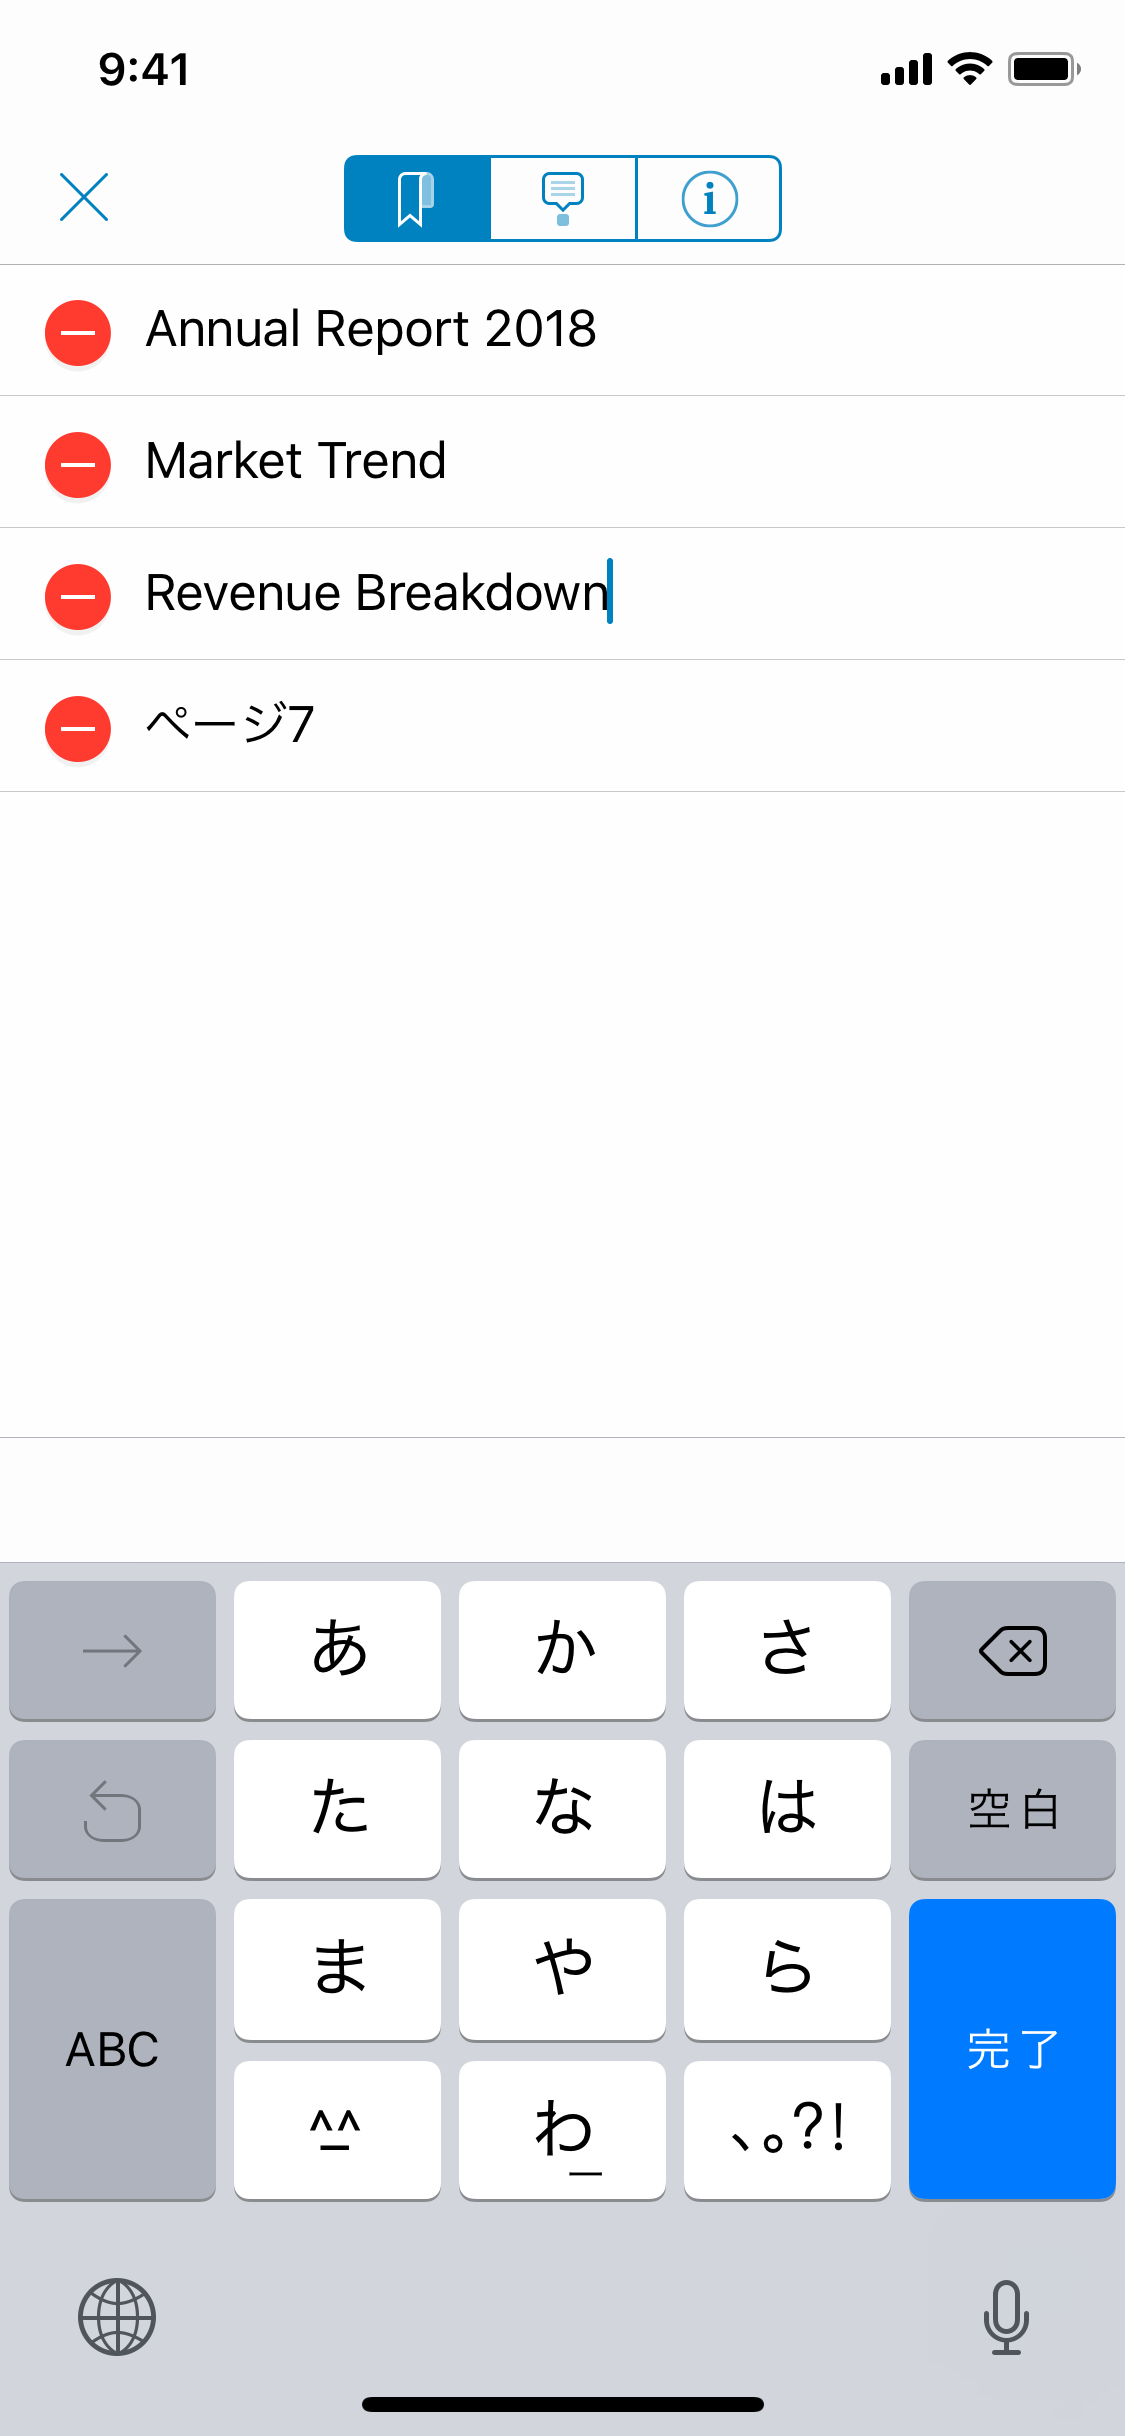 9:41
i
Annual Report 2018
Market Trend
Revenue Breakdown
ページ7
→ あ か さ
た な は 空白
ABC ま や ら 完了
^_^ わ_ 、。?!